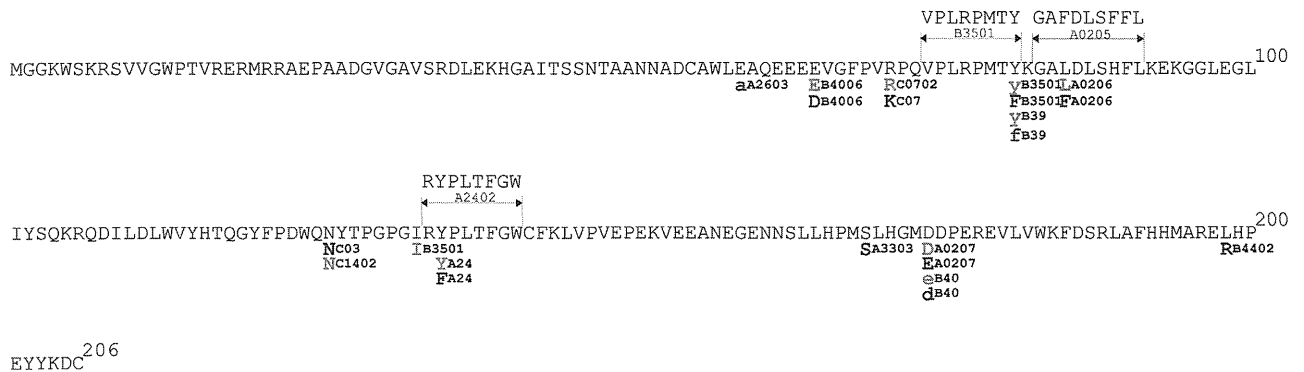 VPLRPMTY GAFDLSFFL
B3501 A0205
MGGKWSKRSVVGWPTVRERMRRAEPAADGVGAVSRDLEKHGAITSSNTAANNADCAWLEAQEEEEVGFPVRPQVPLRPMTYKGALDLSHFLKEKGGLEGL 100
aA2603 EB4006 RC0702 yB3501 LA0206
DB4006 KC07 FB3501 FA0206
yB39
fB39
RYPLTFGW
A2402
IYSQKRQDILDLWVYHTQGYFPDWQNYTPGPGIRYPLTFGWCFKLVPVEPEKVEEANEGENNSLLHPMSLHGMDDPEREVLVWKFDSRLAFHHMARELHP 200
NC03 IB3501 SA3303 DA0207 RB4402
NC1402 YA24 EA0207
FA24 eB40
dB40
EYYKDC 206